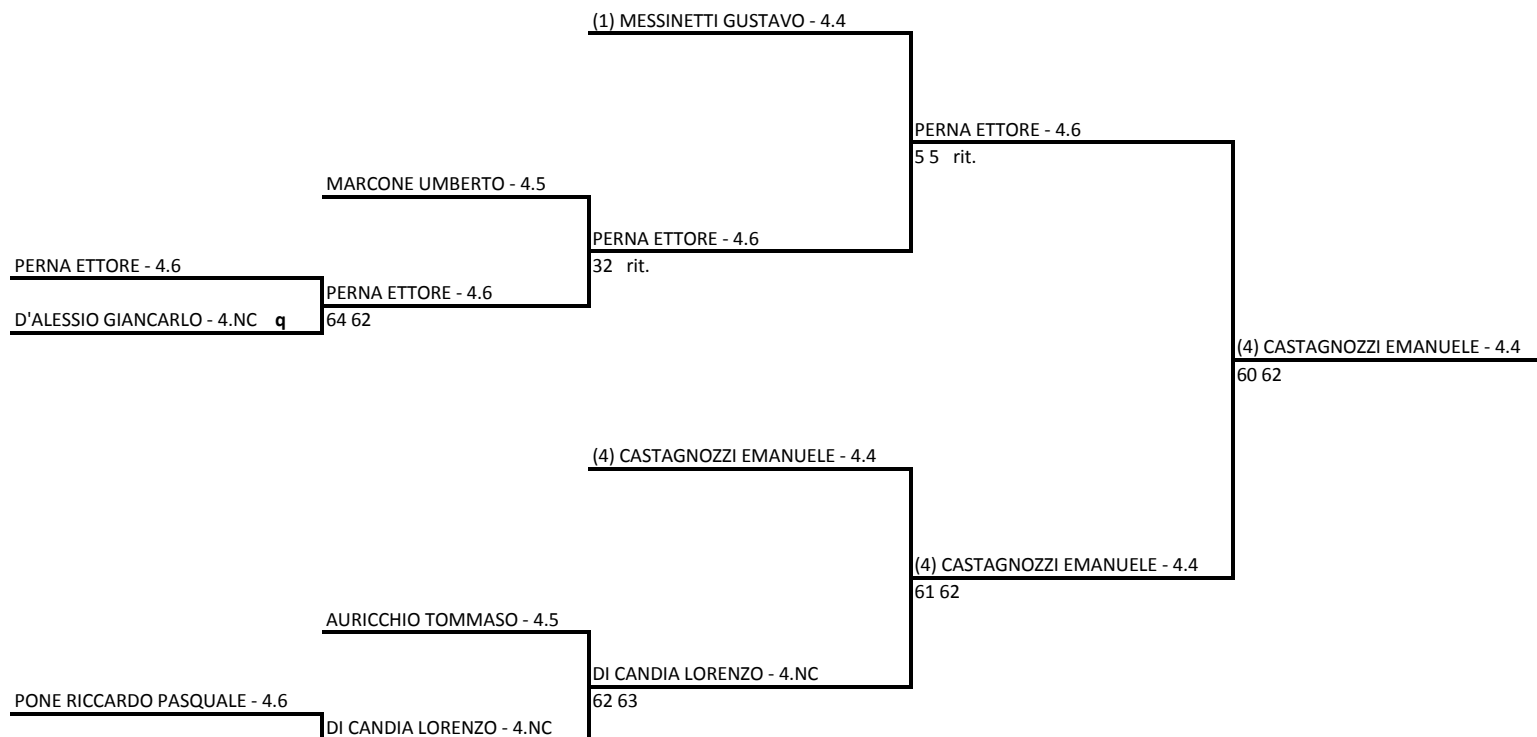 (1) MESSINETTI GUSTAVO - 4.4
PERNA ETTORE - 4.6
5 5 rit.
MARCONE UMBERTO - 4.5
PERNA ETTORE - 4.6
32 rit.
PERNA ETTORE - 4.6
PERNA ETTORE - 4.6
D'ALESSIO GIANCARLO - 4.NC q
64 62
(4) CASTAGNOZZI EMANUELE - 4.4
60 62
(4) CASTAGNOZZI EMANUELE - 4.4
(4) CASTAGNOZZI EMANUELE - 4.4
61 62
AURICCHIO TOMMASO - 4.5
DI CANDIA LORENZO - 4.NC
62 63
PONE RICCARDO PASQUALE - 4.6
DI CANDIA LORENZO - 4.NC